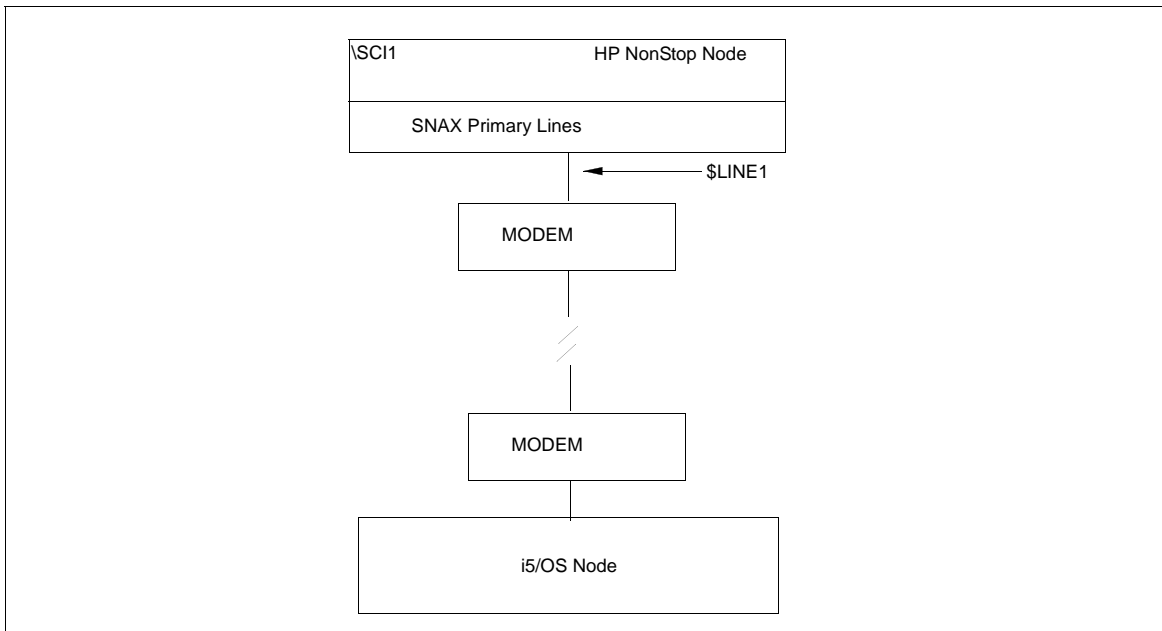 \SCI1 HP NonStop Node
SNAX Primary Lines
$LINE1
MODEM
MODEM
i5/OS Node